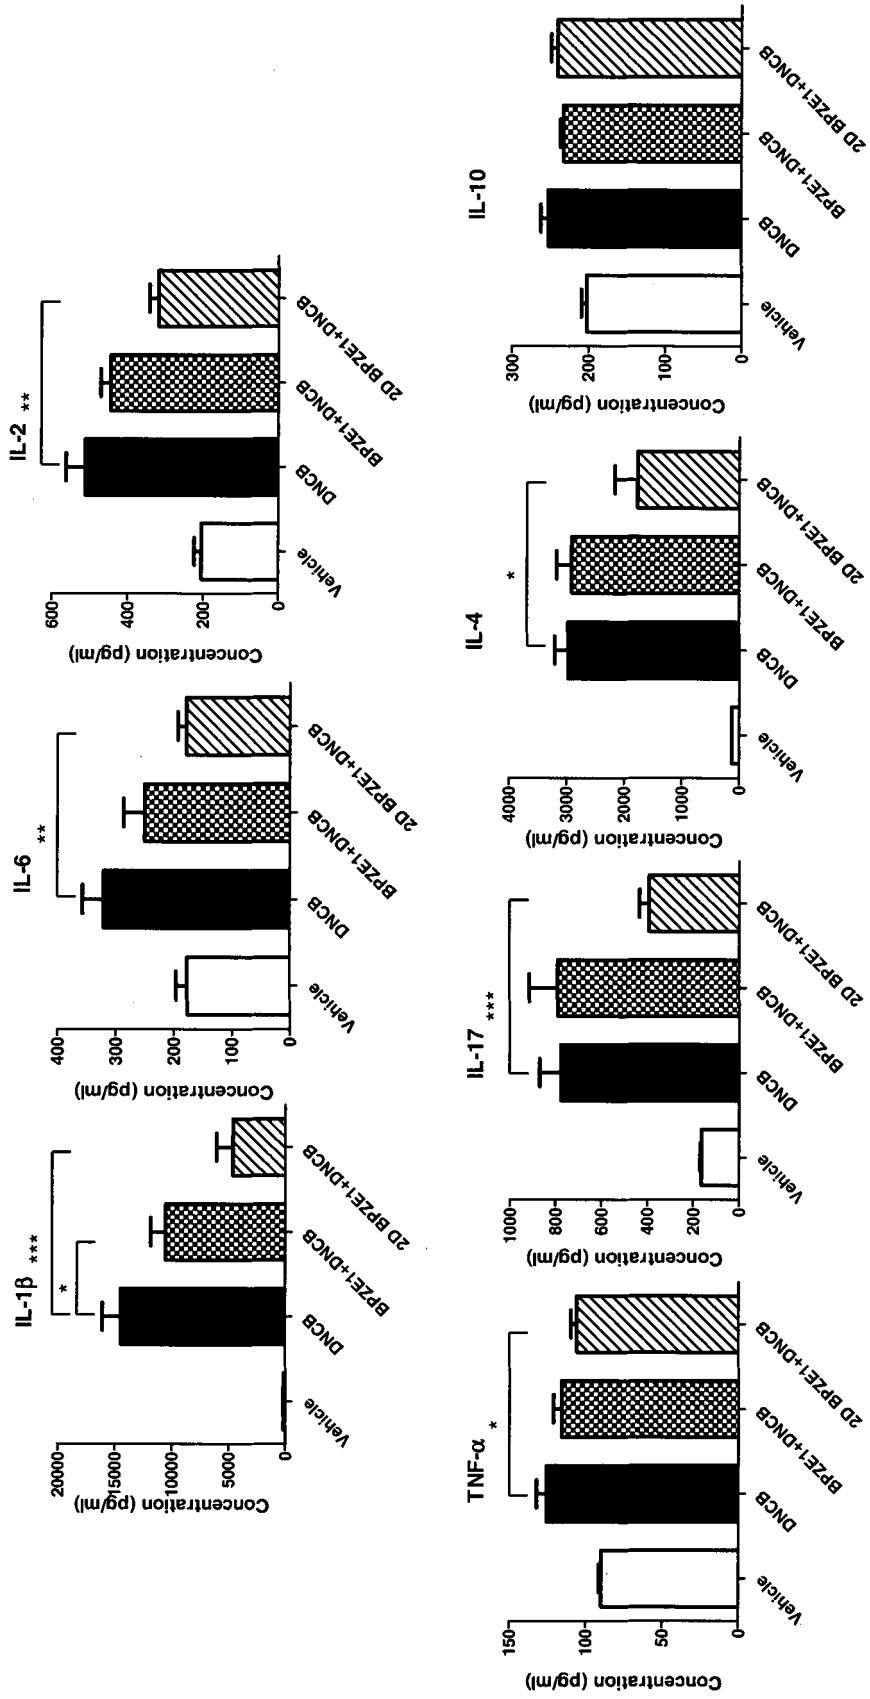 IL-1β
***
*
Concentration (pg/ml)
20000
15000
10000
5000
0
Vehicle
DNCB
BPZE1+DNCB
2D BPZE1+DNCB
IL-6
**
Concentration (pg/ml)
400
300
200
100
0
Vehicle
DNCB
BPZE1+DNCB
2D BPZE1+DNCB
IL-2
**
Concentration (pg/ml)
600
400
200
0
Vehicle
DNCB
BPZE1+DNCB
2D BPZE1+DNCB
TNF-α
*
Concentration (pg/ml)
150
100
50
0
Vehicle
DNCB
BPZE1+DNCB
2D BPZE1+DNCB
IL-17
***
Concentration (pg/ml)
1000
800
600
400
200
0
Vehicle
DNCB
BPZE1+DNCB
2D BPZE1+DNCB
IL-4
*
Concentration (pg/ml)
4000
3000
2000
1000
0
Vehicle
DNCB
BPZE1+DNCB
2D BPZE1+DNCB
IL-10
Concentration (pg/ml)
300
200
100
0
Vehicle
DNCB
BPZE1+DNCB
2D BPZE1+DNCB